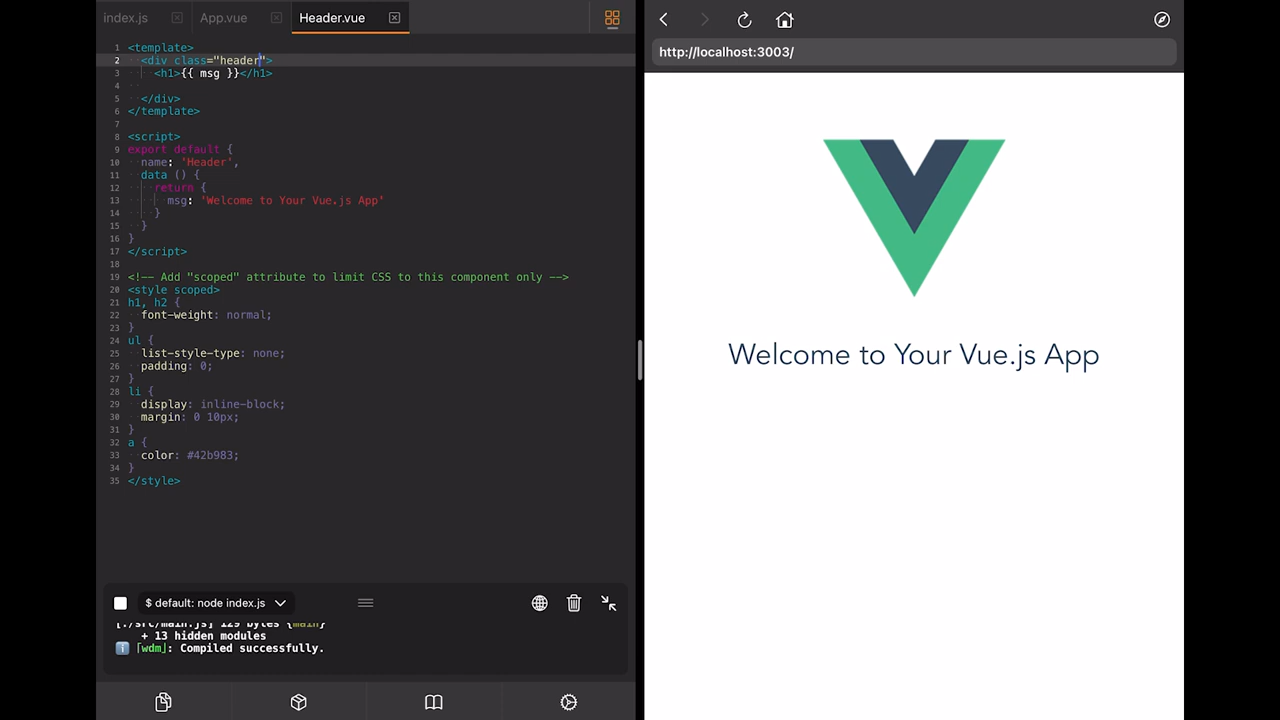 index.js
App.vue
Header.vue
1 <template>
2 <div class="header">
3 <h1>{{ msg }}</h1>
4
5 </div>
6 </template>
7
8 <script>
9 export default {
10 name: 'Header',
11 data () {
12 return {
13 msg: 'Welcome to Your Vue.js App'
14 }
15 }
16 }
17 </script>
18
19 <!-- Add "scoped" attribute to limit CSS to this component only -->
20 <style scoped>
21 h1, h2 {
22 font-weight: normal;
23 }
24 ul {
25 list-style-type: none;
26 padding: 0;
27 }
28 li {
29 display: inline-block;
30 margin: 0 10px;
31 }
32 a {
33 color: #42b983;
34 }
35 </style>
$ default: node index.js
[./src/main.js] 129 bytes {main}
+ 13 hidden modules
i [wdm]: Compiled successfully.
http://localhost:3003/
Welcome to Your Vue.js App